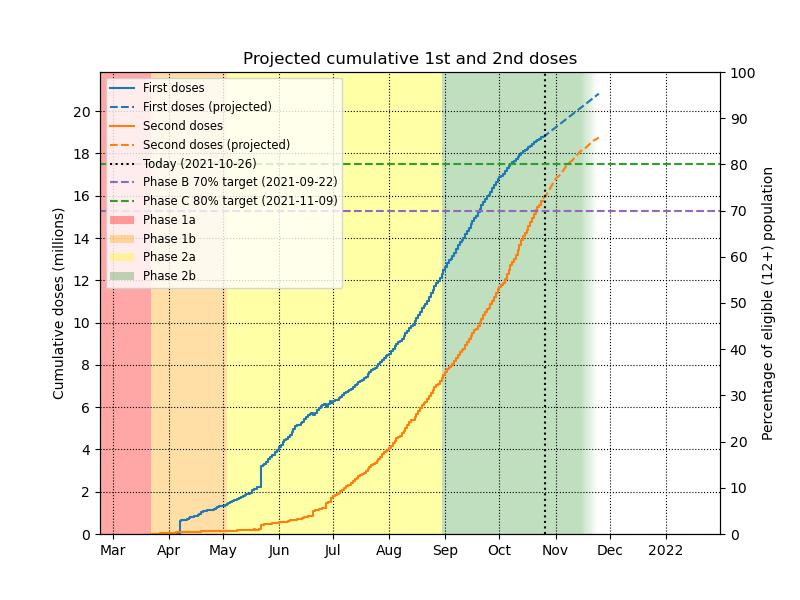 Projected cumulative 1st and 2nd doses
First doses
First doses (projected)
Second doses
Second doses (projected)
Today (2021-10-26)
Phase B 70% target (2021-09-22)
Phase C 80% target (2021-11-09)
Phase 1a
Phase 1b
Phase 2a
Phase 2b
Cumulative doses (millions)
20
18
16
14
12
10
8
6
4
2
0
Mar Apr May Jun Jul Aug Sep Oct Nov Dec 2022
100
90
80
70
60
50
40
30
20
10
0
Percentage of eligible (12+) population